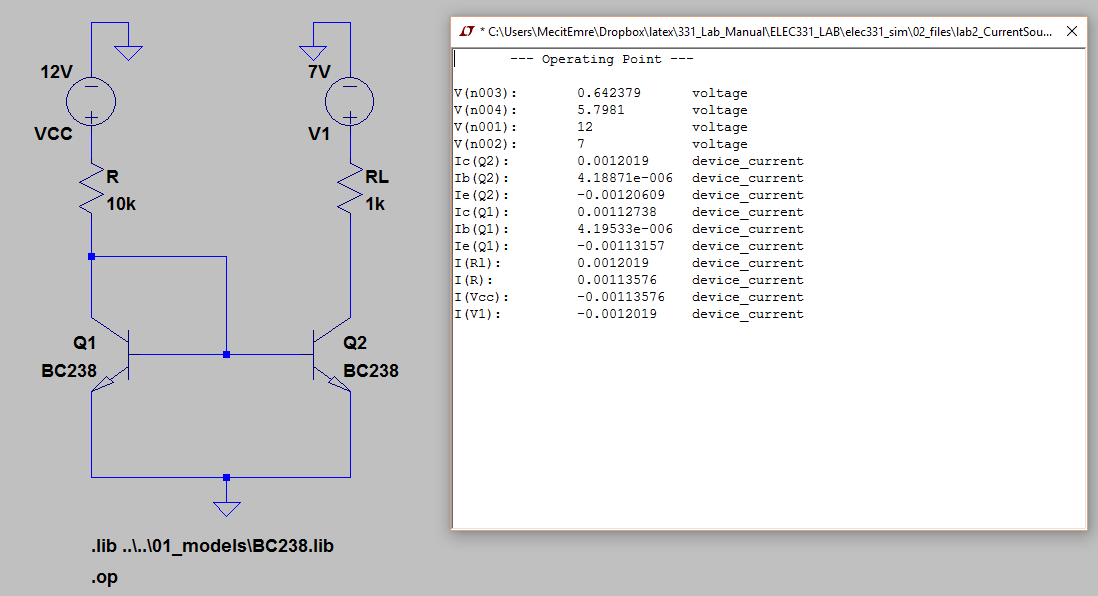 12V
VCC
R
10k
Q1
BC238
7V
V1
RL
1k
Q2
BC238
.lib ..\..\01_models\BC238.lib
.op
* C:\Users\MecitEmre\Dropbox\latex\331_Lab_Manual\ELEC331_LAB\elec331_sim\02_files\lab2_CurrentSou...
--- Operating Point ---
V(n003): 0.642379 voltage
V(n004): 5.7981 voltage
V(n001): 12 voltage
V(n002): 7 voltage
Ic(Q2): 0.0012019 device_current
Ib(Q2): 4.18871e-006 device_current
Ie(Q2): -0.00120609 device_current
Ic(Q1): 0.00112738 device_current
Ib(Q1): 4.19533e-006 device_current
Ie(Q1): -0.00113157 device_current
I(Rl): 0.0012019 device_current
I(R): 0.00113576 device_current
I(Vcc): -0.00113576 device_current
I(V1): -0.0012019 device_current